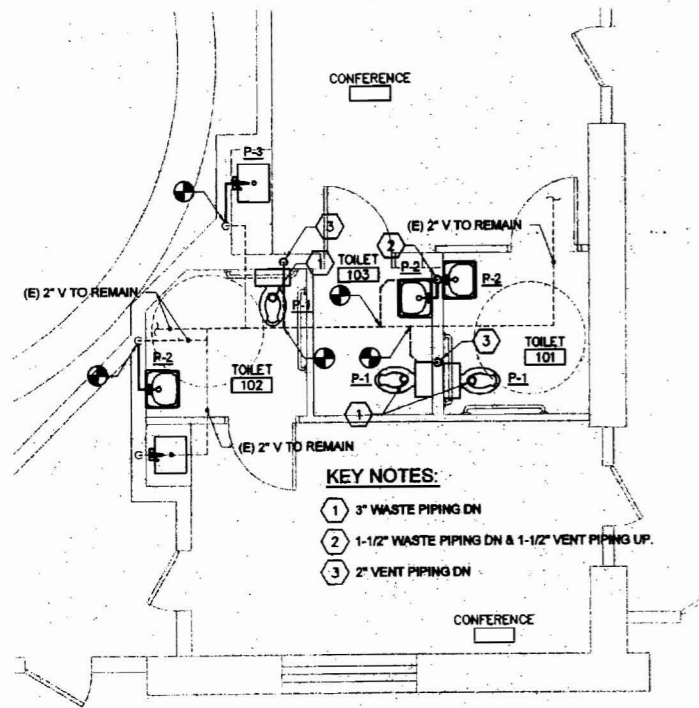 CONFERENCE
P-3
3
(E) 2" V TO REMAIN
2
1
TOILET
103
P-2
P-2
P-1
(E) 2" V TO REMAIN
TOILET
101
3
P-2
TOILET
102
P-1
P-1
1
(E) 2" V TO REMAIN
KEY NOTES:
1 3" WASTE PIPING DN
2 1-1/2" WASTE PIPING DN & 1-1/2" VENT PIPING UP.
3 2" VENT PIPING DN
CONFERENCE